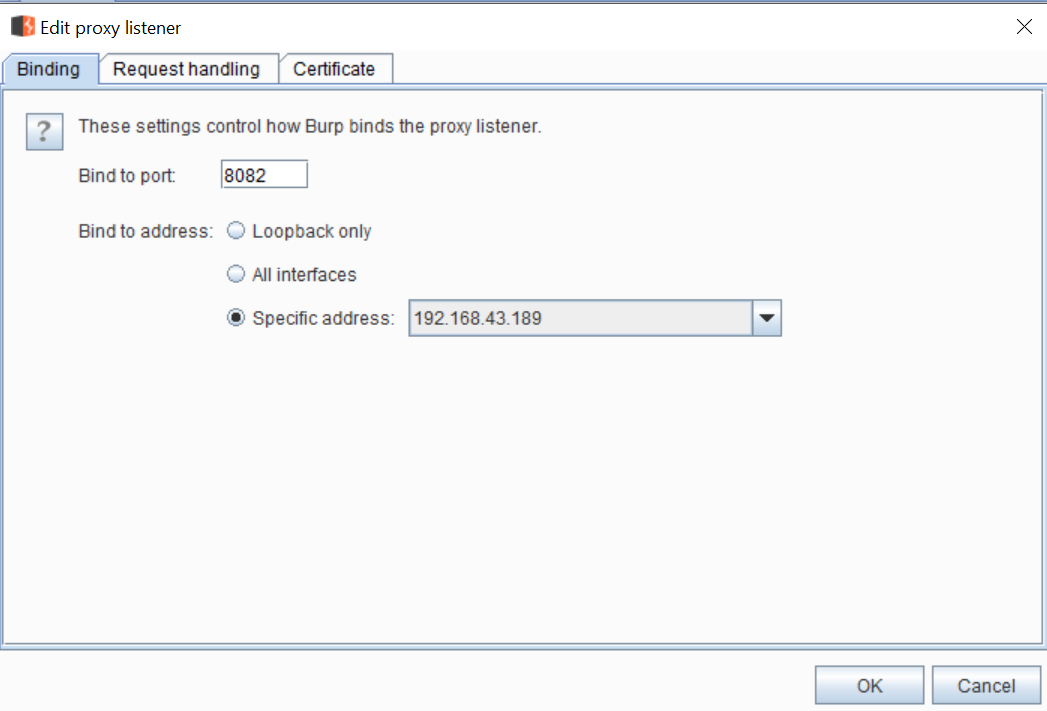 Edit proxy listener
Binding Request handling Certificate
? These settings control how Burp binds the proxy listener.
Bind to port: 8082
Bind to address: Loopback only
All interfaces
Specific address: 192.168.43.189
OK Cancel